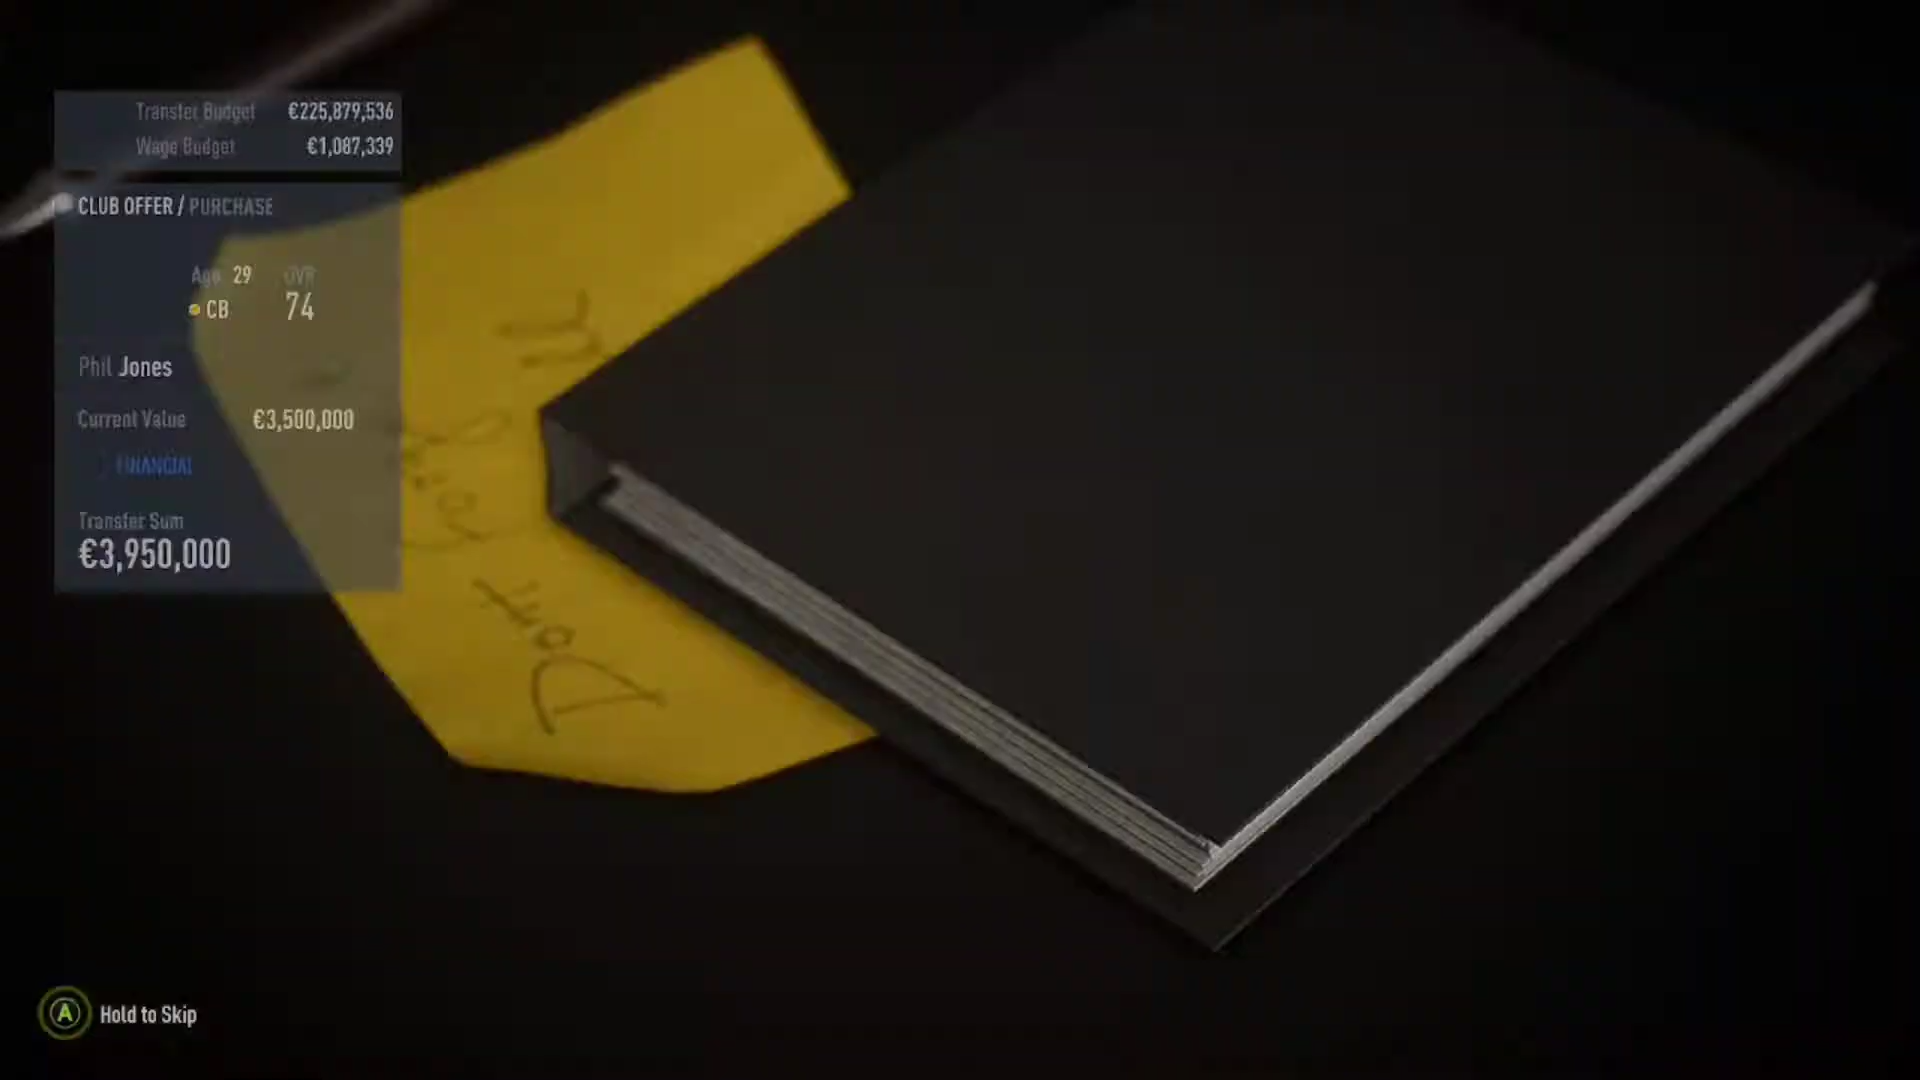 Transfer Budget €225,879,536
Wage Budget €1,087,339
CLUB OFFER / PURCHASE
Age 29 OVR
CB 74
Phil Jones
Current Value €3,500,000
FINANCIAL
Transfer Sum
€3,950,000
Dont
A Hold to Skip